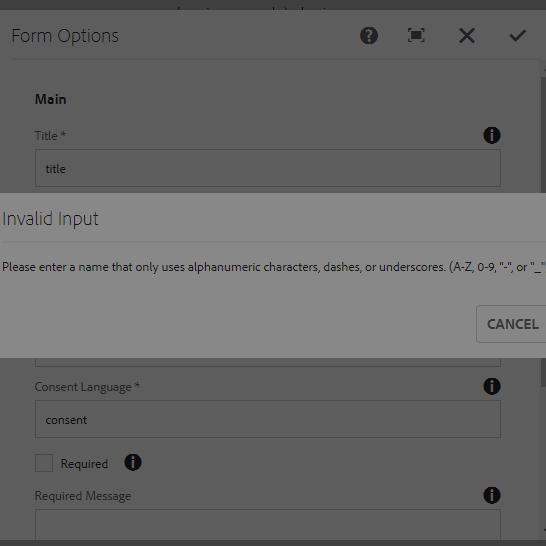 Form Options
Main
Title *
title
Invalid Input
Please enter a name that only uses alphanumeric characters, dashes, or underscores. (A-Z, 0-9, "-", or "_"
CANCEL
Consent Language *
consent
Required
Required Message